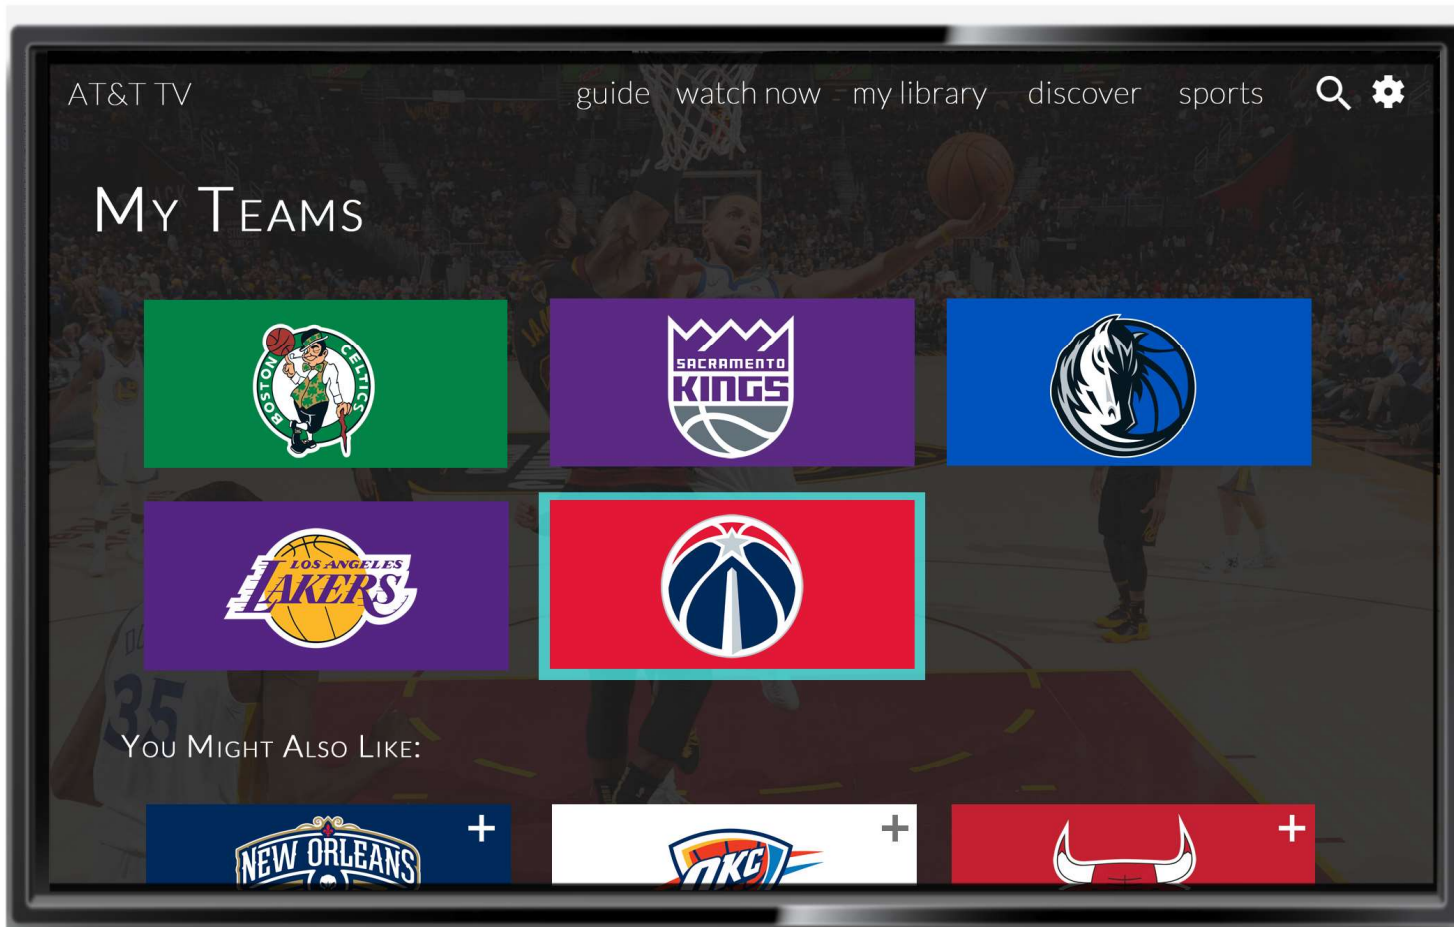 AT&T TV
guide watch now my library discover sports
MY TEAMS
BOSTON CELTICS
SACRAMENTO
KINGS
LOS ANGELES
LAKERS
35
YOU MIGHT ALSO LIKE:
+ + +
NEW ORLEANS
OKC